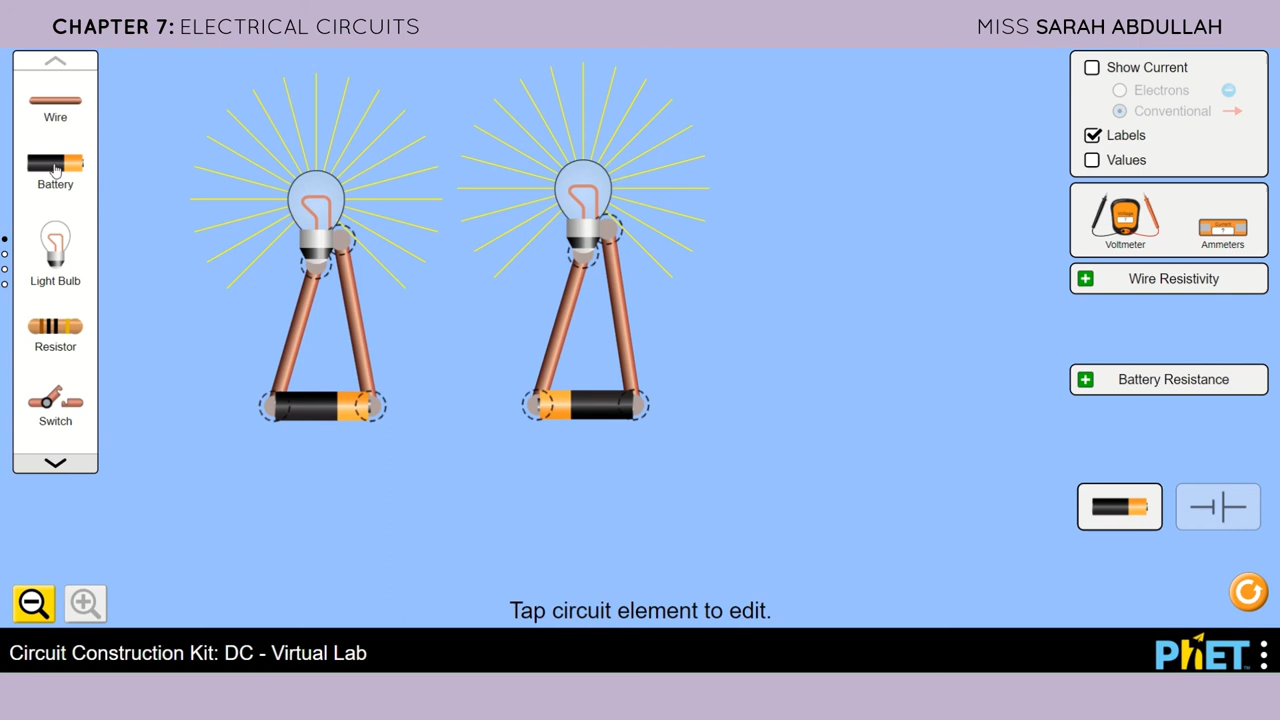 CHAPTER 7: ELECTRICAL CIRCUITS
MISS SARAH ABDULLAH
Wire
Battery
Light Bulb
Resistor
Switch
Show Current
Electrons
Conventional
Labels
Values
Voltmeter
Ammeters
Wire Resistivity
Battery Resistance
Tap circuit element to edit.
Circuit Construction Kit: DC - Virtual Lab
PhET